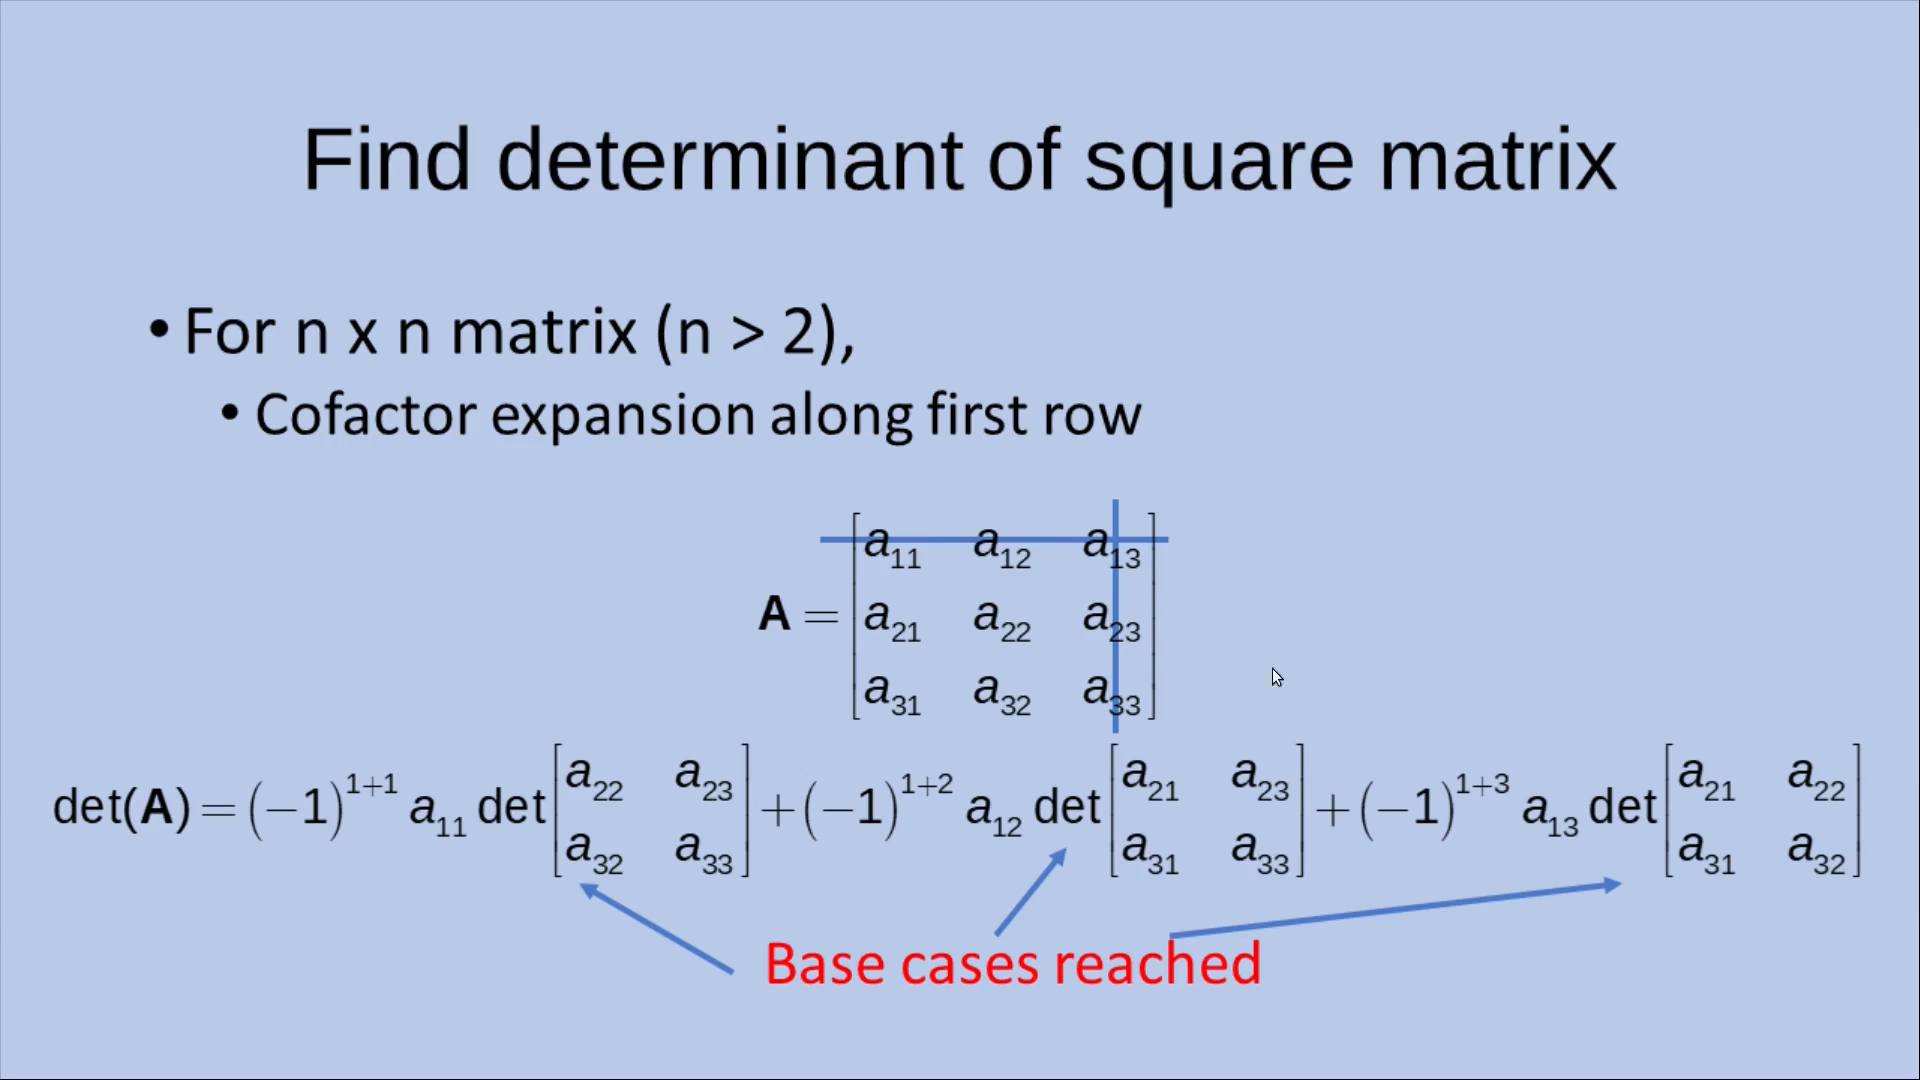 Find determinant of square matrix
• For n x n matrix (n > 2),
• Cofactor expansion along first row
A = [a₁₁ a₁₂ a₁₃
a₂₁ a₂₂ a₂₃
a₃₁ a₃₂ a₃₃]
det(A) = (−1)¹⁺¹ a₁₁ det [a₂₂ a₂₃; a₃₂ a₃₃] + (−1)¹⁺² a₁₂ det [a₂₁ a₂₃; a₃₁ a₃₃] + (−1)¹⁺³ a₁₃ det [a₂₁ a₂₂; a₃₁ a₃₂]
Base cases reached